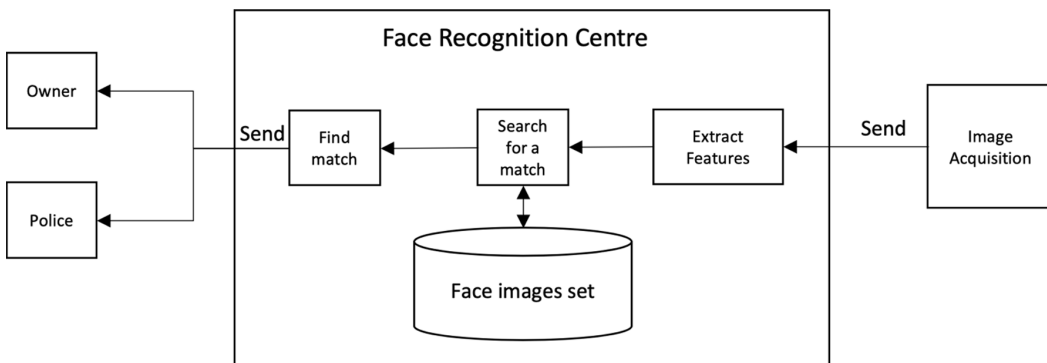 Face Recognition Centre
Owner
Police
Send
Find
match
Search
for a
match
Extract
Features
Send
Image
Acquisition
Face images set